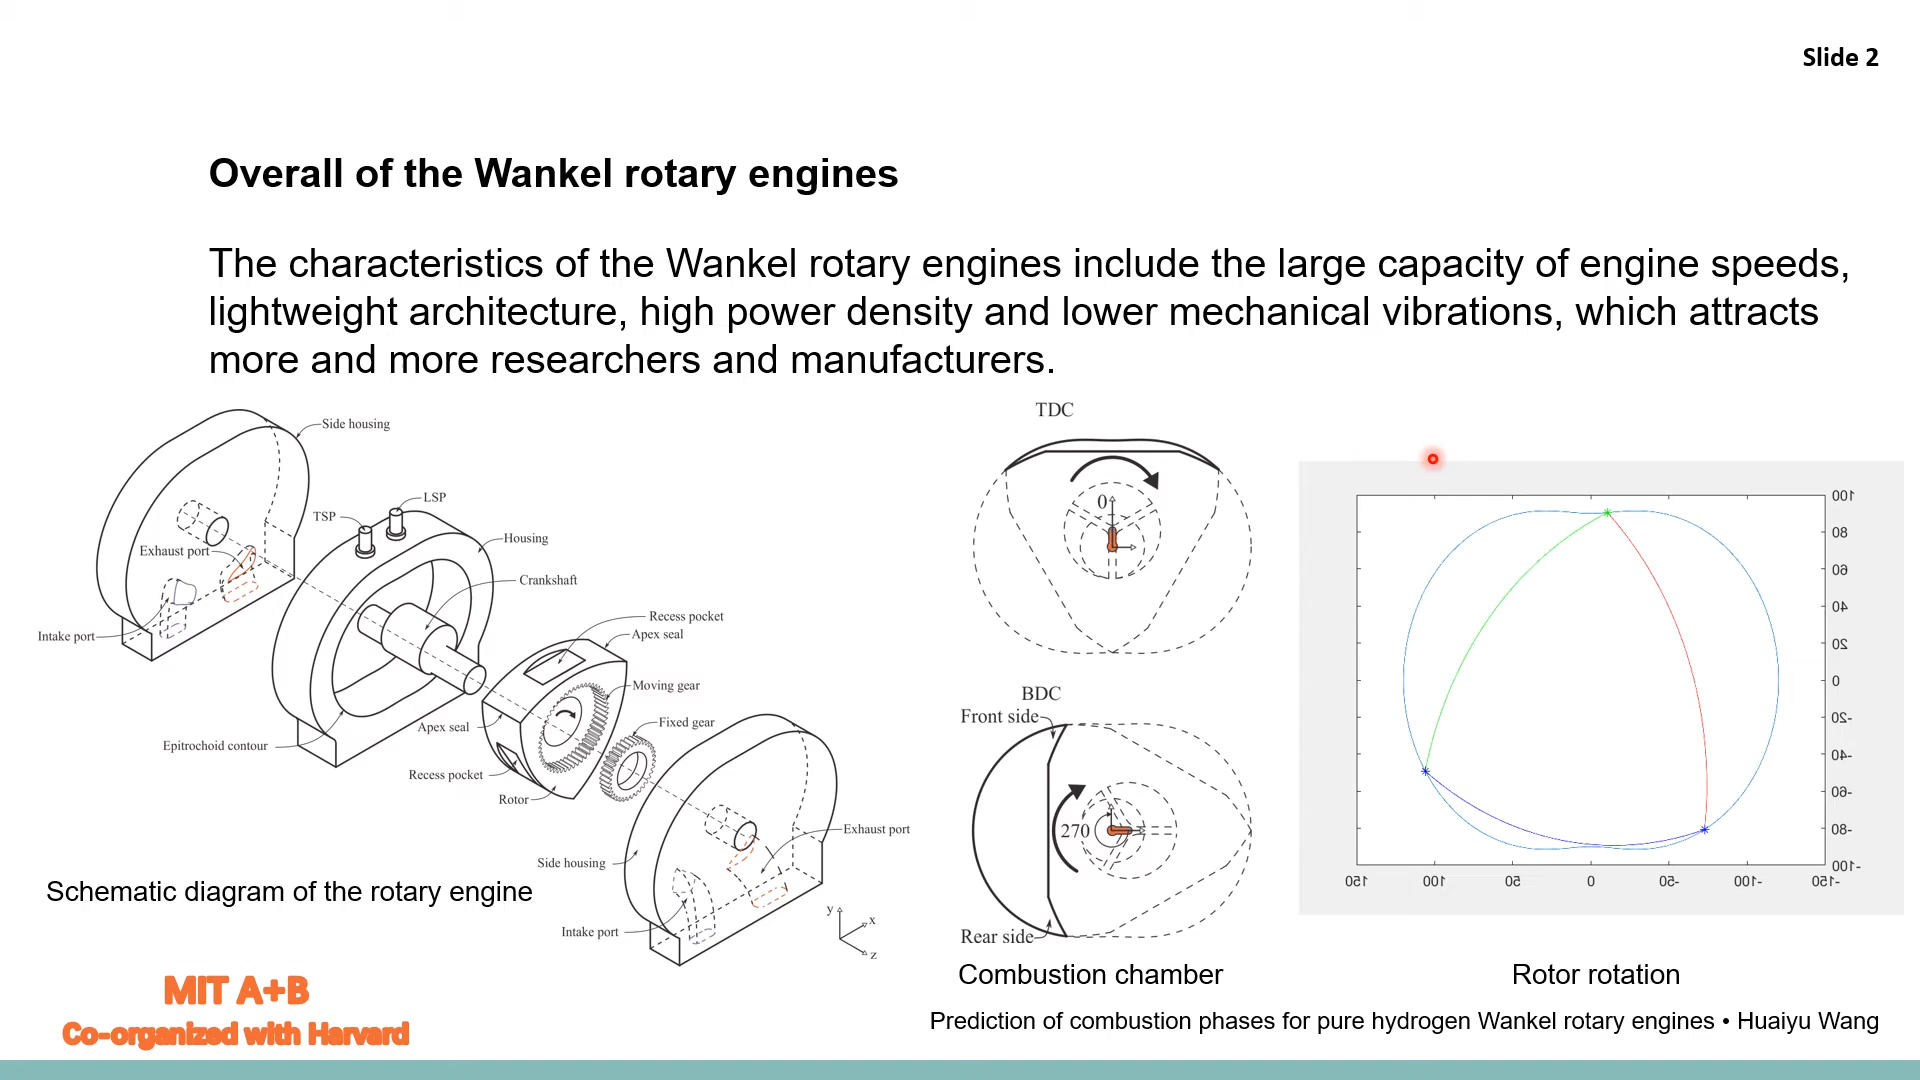 Slide 2
Overall of the Wankel rotary engines
The characteristics of the Wankel rotary engines include the large capacity of engine speeds,
lightweight architecture, high power density and lower mechanical vibrations, which attracts
more and more researchers and manufacturers.
Side housing
LSP
TSP
Housing
Exhaust port
Crankshaft
Recess pocket
Apex seal
Intake port
Moving gear
Fixed gear
Apex seal
Epitrochoid contour
Recess pocket
Rotor
Exhaust port
Side housing
Intake port
y
x
z
Schematic diagram of the rotary engine
TDC
0
BDC
Front side
270
Rear side
Combustion chamber
100
80
60
40
20
0
-20
-40
-60
-80
-100
150
100
50
0
-50
-100
-150
Rotor rotation
MIT A+B
Co-organized with Harvard
Prediction of combustion phases for pure hydrogen Wankel rotary engines • Huaiyu Wang